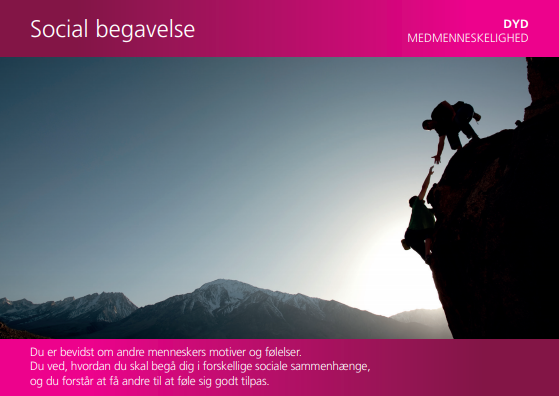 Social begavelse
DYD
MEDMENNESKELIGHED
Du er bevidst om andre menneskers motiver og følelser.
Du ved, hvordan du skal begå dig i forskellige sociale sammenhænge,
og du forstår at få andre til at føle sig godt tilpas.